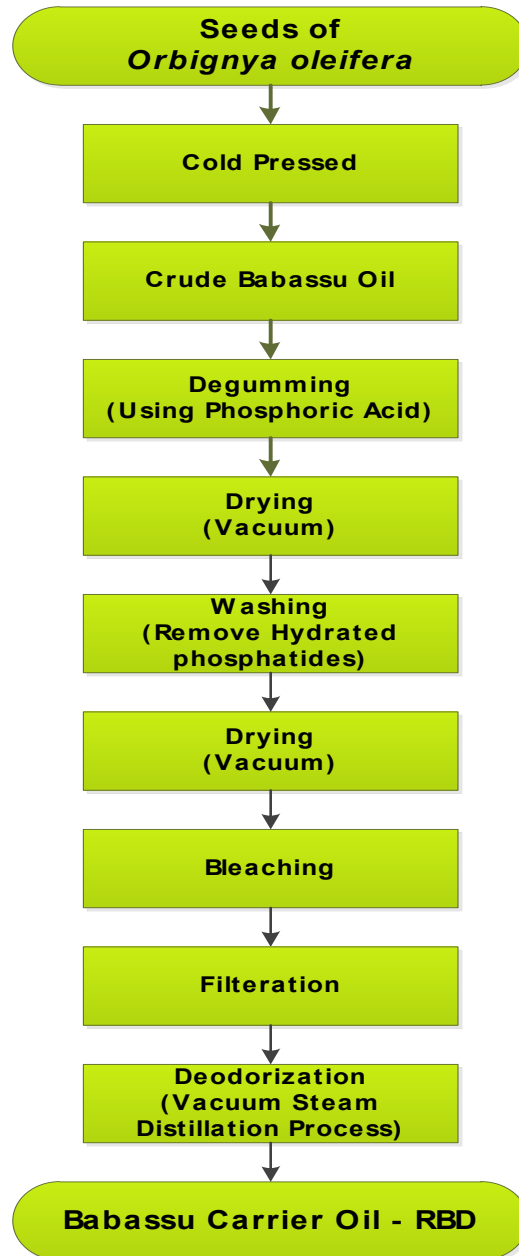 Seeds of
Orbignya oleifera
Cold Pressed
Crude Babassu Oil
Degumming
(Using Phosphoric Acid)
Drying
(Vacuum)
Washing
(Remove Hydrated
phosphatides)
Drying
(Vacuum)
Bleaching
Filteration
Deodorization
(Vacuum Steam
Distillation Process)
Babassu Carrier Oil - RBD